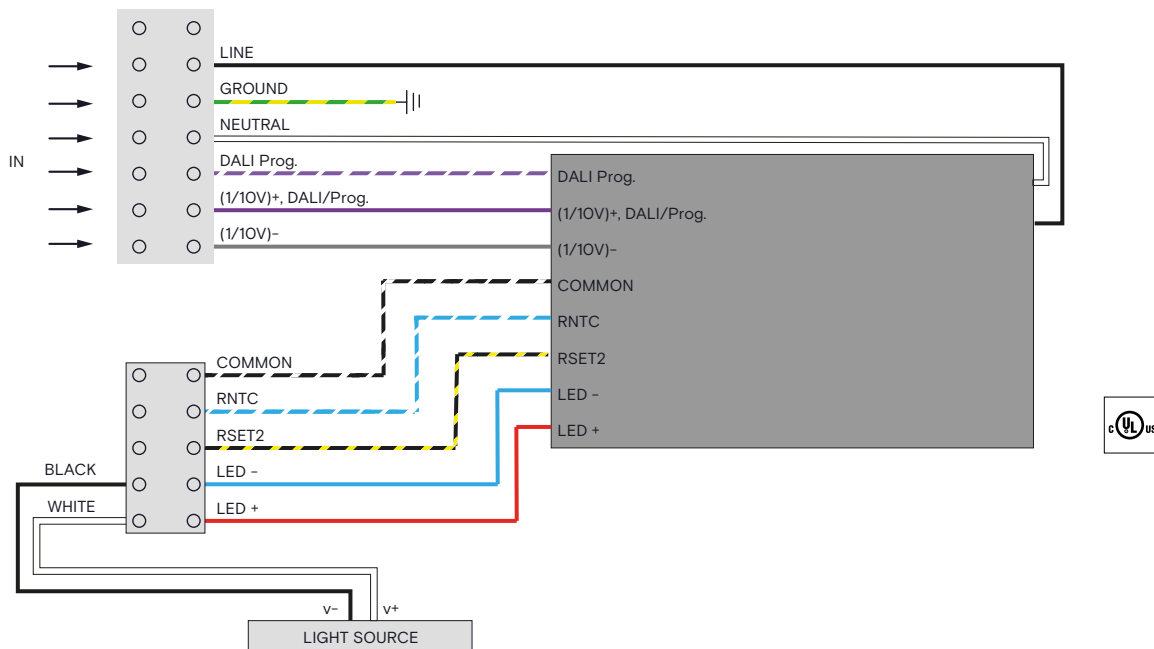 LINE
GROUND
NEUTRAL
IN
DALI Prog.
(1/10V)+, DALI/Prog.
(1/10V)-
DALI Prog.
(1/10V)+, DALI/Prog.
(1/10V)-
COMMON
RNTC
RSET2
LED -
LED +
COMMON
RNTC
RSET2
LED -
LED +
BLACK
WHITE
v-
v+
LIGHT SOURCE
C UL US